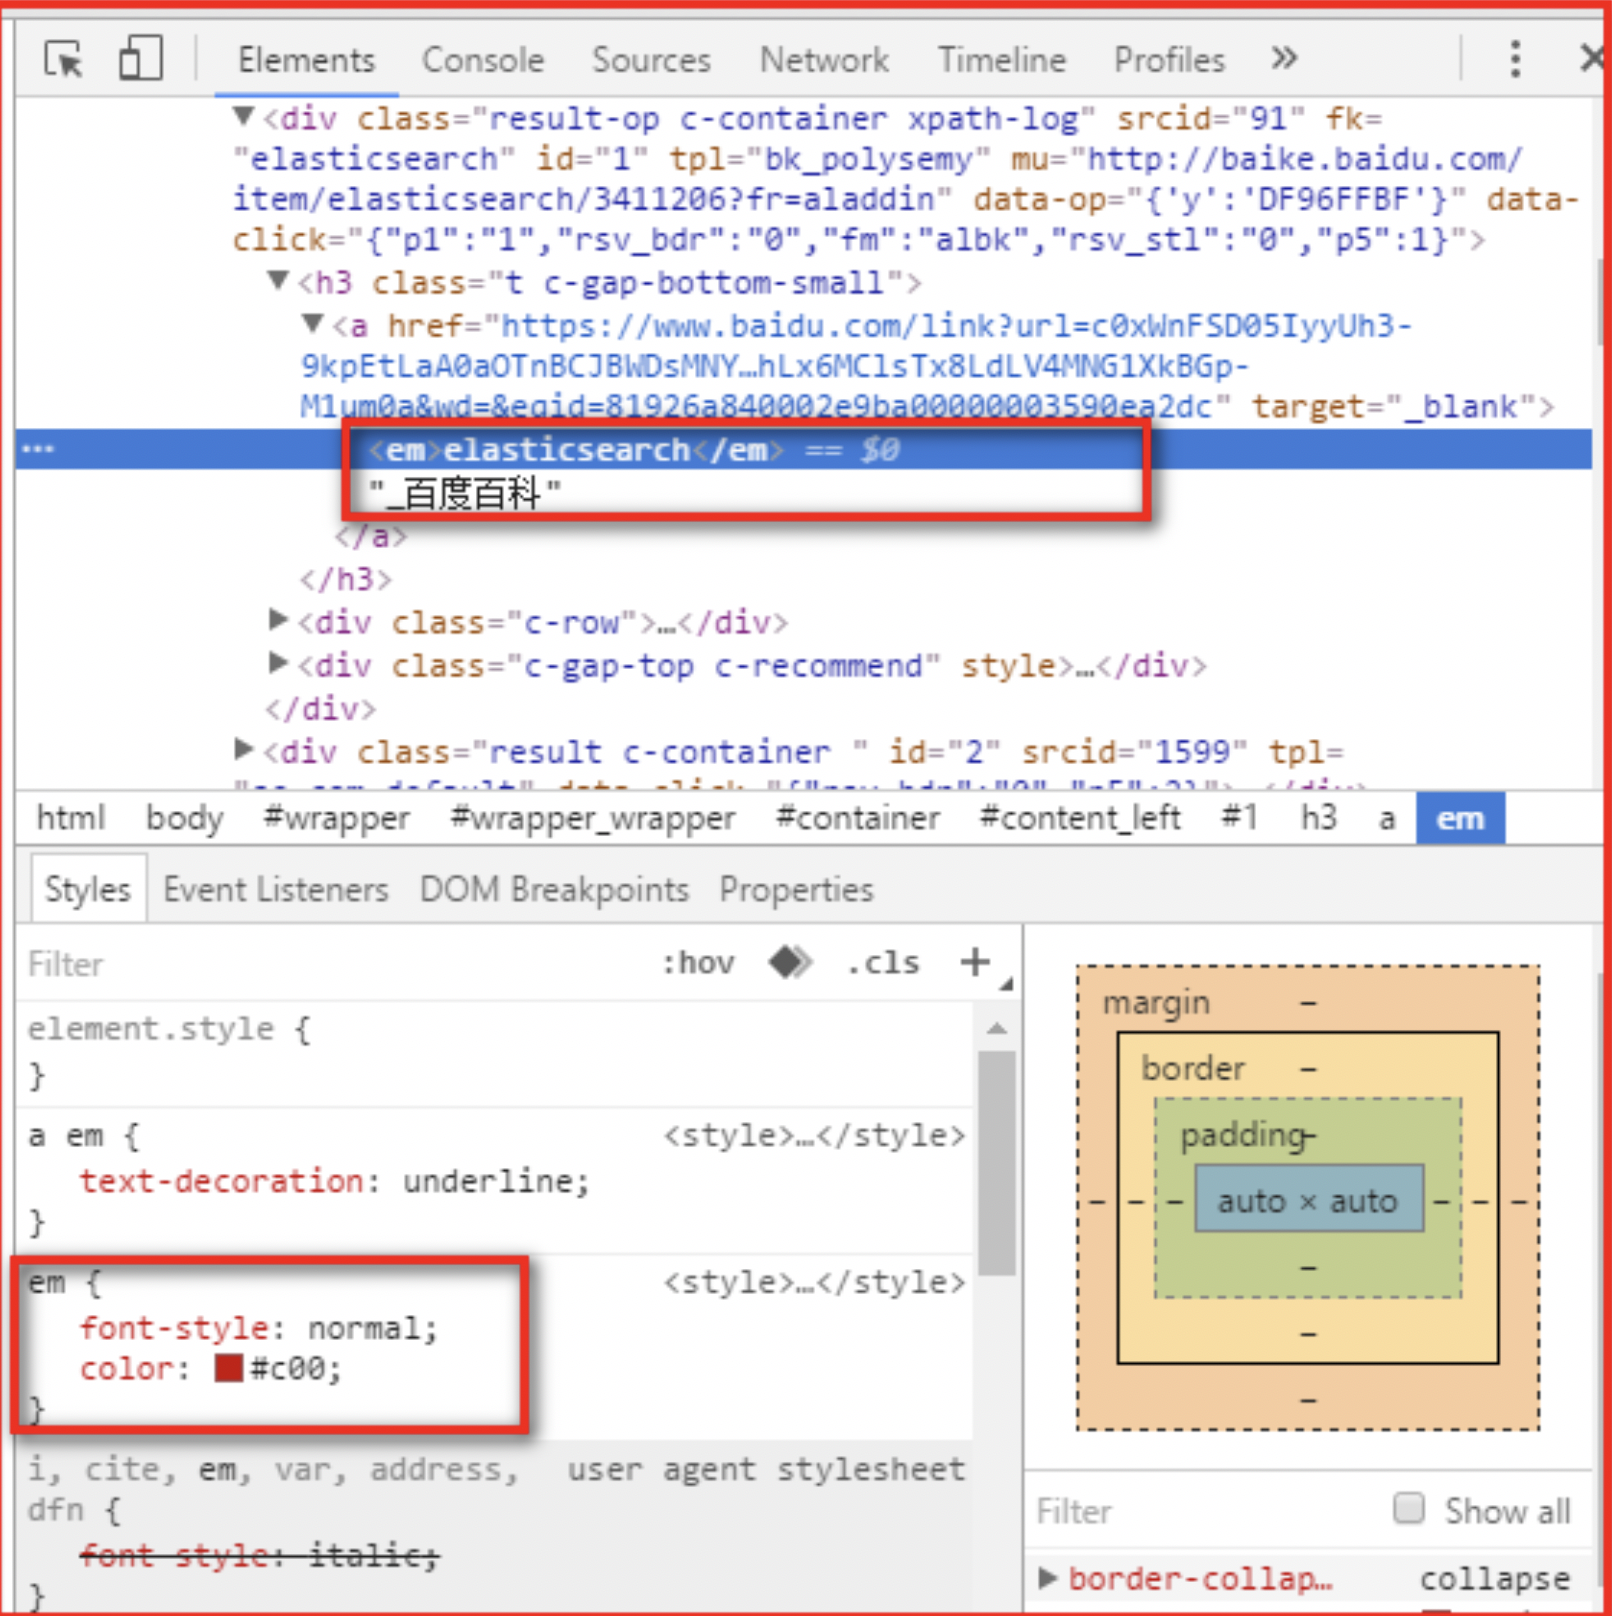 Elements Console Sources Network Timeline Profiles »
<div class="result-op c-container xpath-log" srcid="91" fk=
"elasticsearch" id="1" tpl="bk_polysemy" mu="http://baike.baidu.com/
item/elasticsearch/3411206?fr=aladdin" data-op="{'y':'DF96FFBF'}" data-
click="{"p1":"1","rsv_bdr":"0","fm":"albk","rsv_stl":"0","p5":1}">
<h3 class="t c-gap-bottom-small">
<a href="https://www.baidu.com/link?url=c0xWnFSD05IyyUh3-
9kpEtLaA0aOTnBCJBWDsMNY…hLx6MClsTx8LdLV4MNG1XkBGp-
M1um0a&wd=&eqid=81926a840002e9ba00000003590ea2dc" target="_blank">
<em>elasticsearch</em> == $0
"_百度百科"
</a>
</h3>
<div class="c-row">…</div>
<div class="c-gap-top c-recommend" style>…</div>
</div>
<div class="result c-container " id="2" srcid="1599" tpl=
html body #wrapper #wrapper_wrapper #container #content_left #1 h3 a em
Styles Event Listeners DOM Breakpoints Properties
Filter :hov .cls +
element.style {
}
a em { <style>…</style>
text-decoration: underline;
}
em { <style>…</style>
font-style: normal;
color: #c00;
}
i, cite, em, var, address, user agent stylesheet
dfn {
font-style: italic;
}
margin –
border –
padding –
– – – auto × auto – – –
–
–
–
Filter Show all
border-collap… collapse